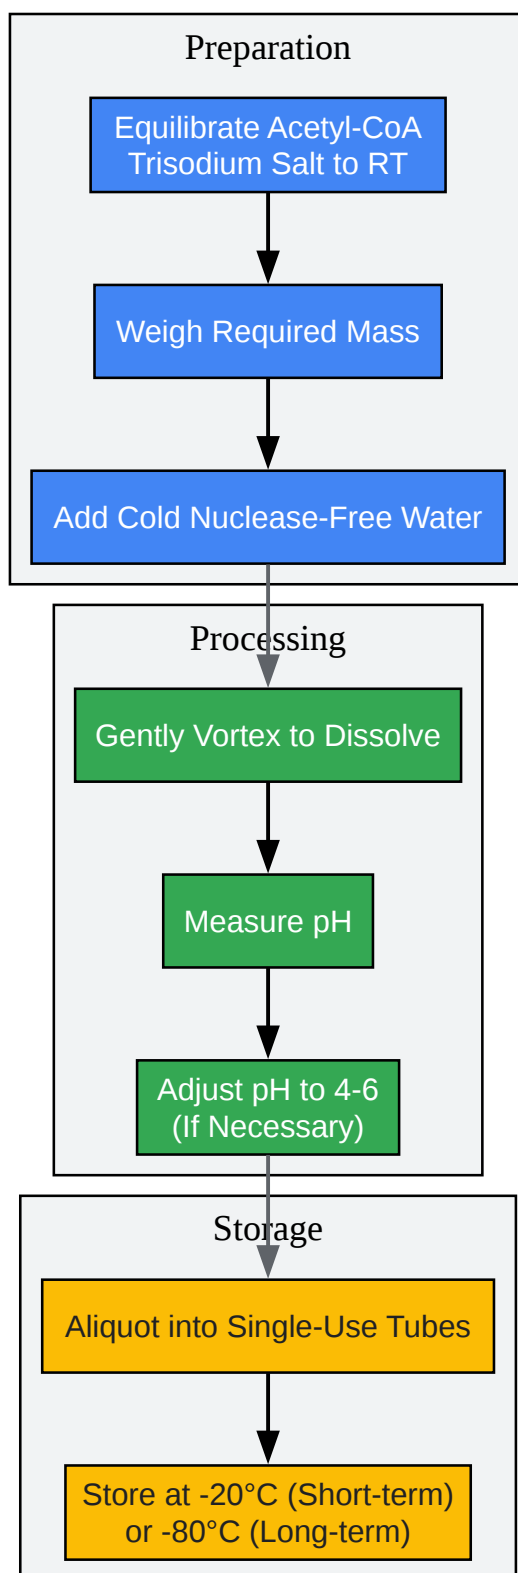 Preparation
Equilibrate Acetyl-CoA
Trisodium Salt to RT
Weigh Required Mass
Add Cold Nuclease-Free Water
Processing
Gently Vortex to Dissolve
Measure pH
Adjust pH to 4-6
(If Necessary)
Storage
Aliquot into Single-Use Tubes
Store at -20°C (Short-term)
or -80°C (Long-term)